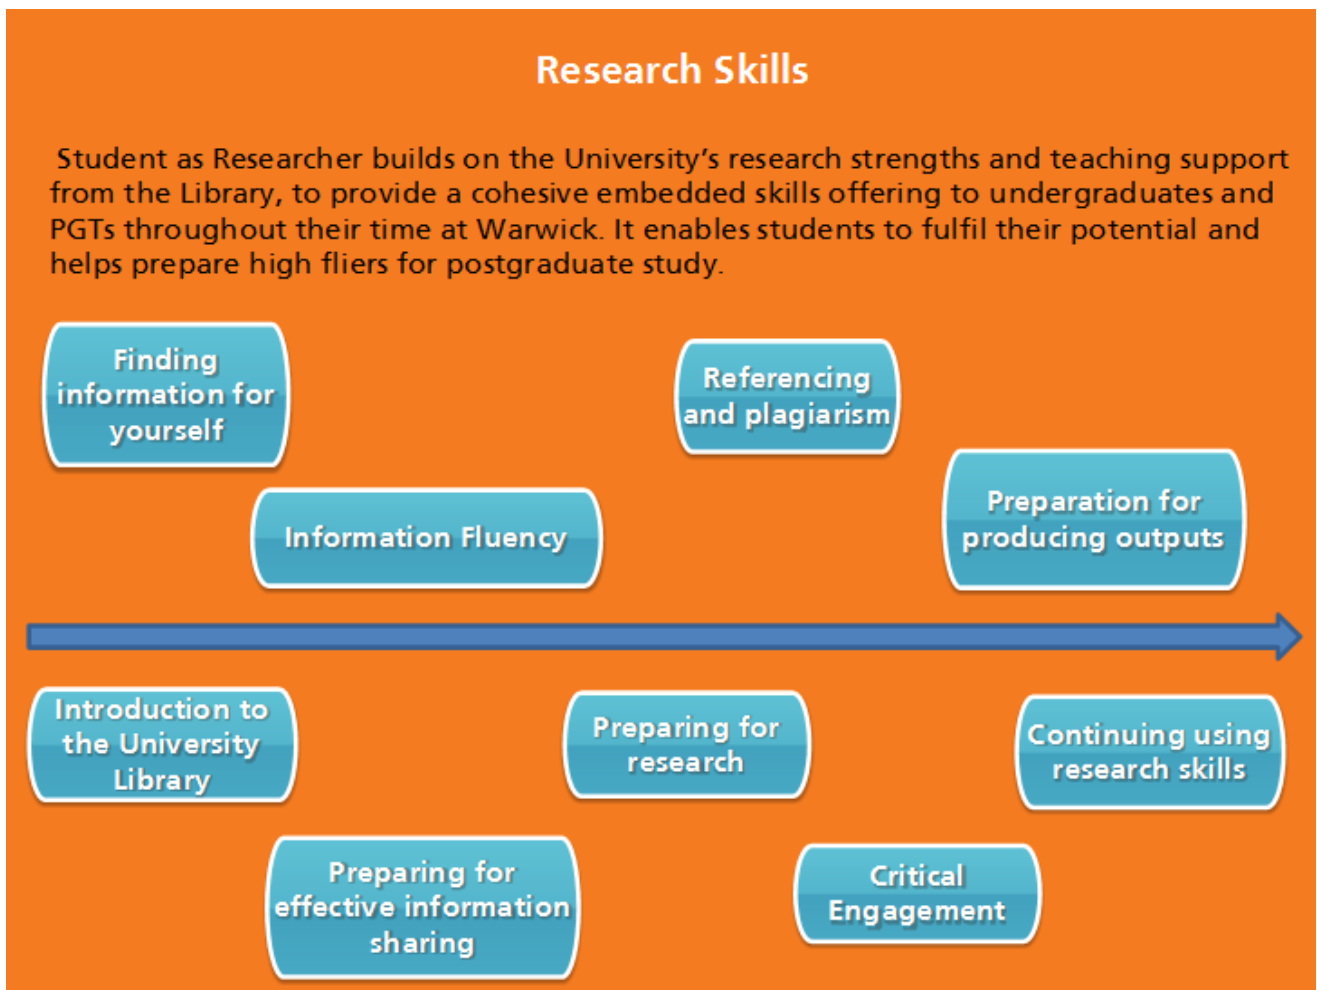 Research Skills
Student as Researcher builds on the University’s research strengths and teaching support
from the Library, to provide a cohesive embedded skills offering to undergraduates and
PGTs throughout their time at Warwick. It enables students to fulfil their potential and
helps prepare high fliers for postgraduate study.
Finding
information for
yourself
Referencing
and plagiarism
Information Fluency
Preparation for
producing outputs
Introduction to
the University
Library
Preparing for
research
Continuing using
research skills
Preparing for
effective information
sharing
Critical
Engagement